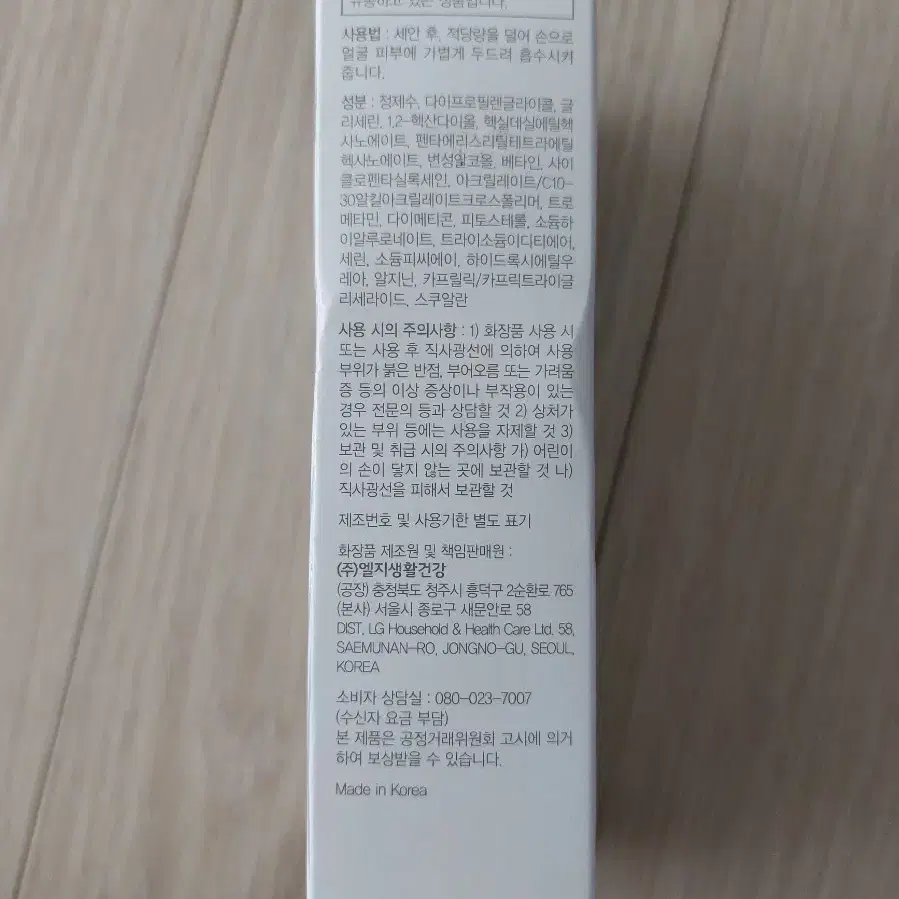 유통하고 있는 정품입니다.
사용법 : 세안 후, 적당량을 덜어 손으로
얼굴 피부에 가볍게 두드려 흡수시켜
줍니다.
성분 : 정제수, 다이프로필렌글라이콜, 글
리세린, 1,2-헥산다이올, 헥실데실에틸헥
사노에이트, 펜타에리스리틸테트라에틸
헥사노에이트, 변성알코올, 베타인, 사이
클로펜타실록세인, 아크릴레이트/C10-
30알킬아크릴레이트크로스폴리머, 트로
메타민, 다이메티콘, 피토스테롤, 소듐하
이알루로네이트, 트라이소듐이디티에이,
세린, 소듐피씨에이, 하이드록시에틸우
레아, 알지닌, 카프릴릭/카프릭트라이글
리세라이드, 스쿠알란
사용 시의 주의사항 : 1) 화장품 사용 시
또는 사용 후 직사광선에 의하여 사용
부위가 붉은 반점, 부어오름 또는 가려움
증 등의 이상 증상이나 부작용이 있는
경우 전문의 등과 상담할 것 2) 상처가
있는 부위 등에는 사용을 자제할 것 3)
보관 및 취급 시의 주의사항 가) 어린이
의 손이 닿지 않는 곳에 보관할 것 나)
직사광선을 피해서 보관할 것
제조번호 및 사용기한 별도 표기
화장품 제조원 및 책임판매원 :
(주)엘지생활건강
(공장) 충청북도 청주시 흥덕구 2순환로 765
(본사) 서울시 종로구 새문안로 58
DIST. LG Household & Health Care Ltd. 58,
SAEMUNAN-RO, JONGNO-GU, SEOUL,
KOREA
소비자 상담실 : 080-023-7007
(수신자 요금 부담)
본 제품은 공정거래위원회 고시에 의거
하여 보상받을 수 있습니다.
Made in Korea